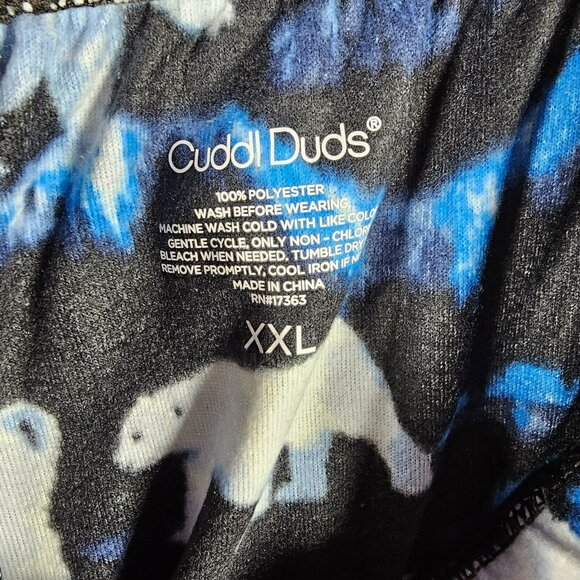 Cuddl Duds®
100% POLYESTER
WASH BEFORE WEARING,
MACHINE WASH COLD WITH LIKE
GENTLE CYCLE, ONLY NON - CHLOR
BLEACH WHEN NEEDED. TUMBLE DRY
REMOVE PROMPTLY, COOL IRON IF
MADE IN CHINA
RN#17363
XXL